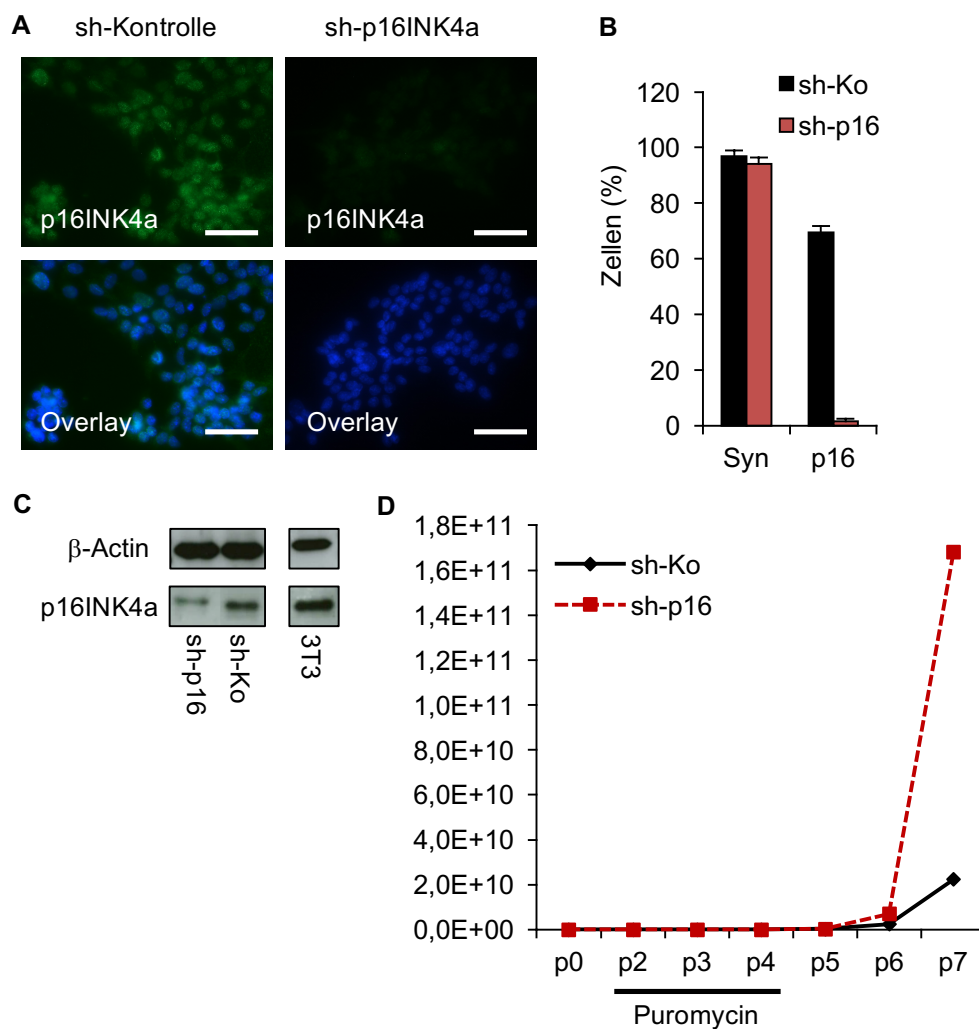 A
sh-Kontrolle
sh-p16INK4a
p16INK4a
p16INK4a
Overlay
Overlay
B
sh-Ko
sh-p16
Zellen (%)
120
100
80
60
40
20
0
Syn
p16
C
β-Actin
p16INK4a
sh-p16
sh-Ko
3T3
D
1,8E+11
1,6E+11
1,4E+11
1,2E+11
1,0E+11
8,0E+10
6,0E+10
4,0E+10
2,0E+10
0,0E+00
sh-Ko
sh-p16
p0 p2 p3 p4 p5 p6 p7
Puromycin